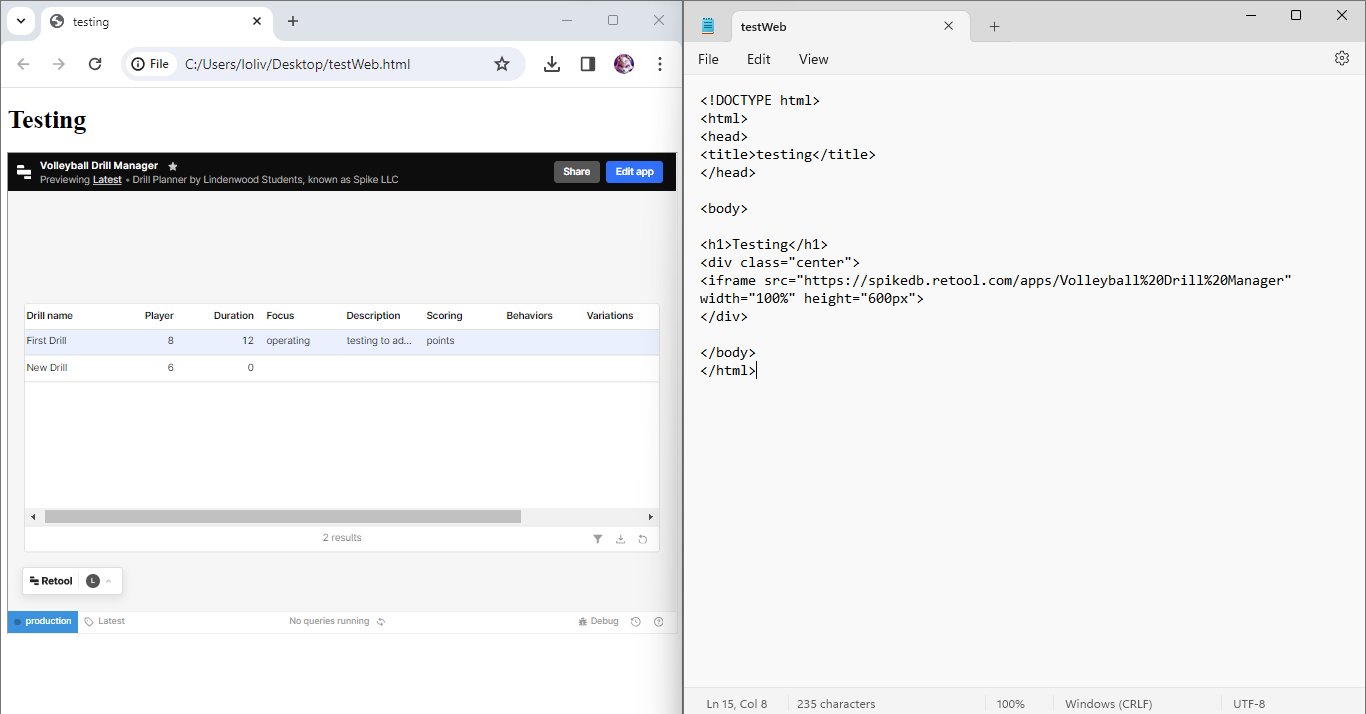 testing
File C:/Users/loliv/Desktop/testWeb.html
Testing
Volleyball Drill Manager
Previewing Latest • Drill Planner by Lindenwood Students, known as Spike LLC
Share Edit app
Drill name Player Duration Focus Description Scoring Behaviors Variations
First Drill 8 12 operating testing to ad... points
New Drill 6 0
2 results
Retool L
production Latest No queries running Debug
testWeb
File Edit View
<!DOCTYPE html>
<html>
<head>
<title>testing</title>
</head>
<body>
<h1>Testing</h1>
<div class="center">
<iframe src="https://spikedb.retool.com/apps/Volleyball%20Drill%20Manager"
width="100%" height="600px">
</div>
</body>
</html>
Ln 15, Col 8 235 characters 100% Windows (CRLF) UTF-8